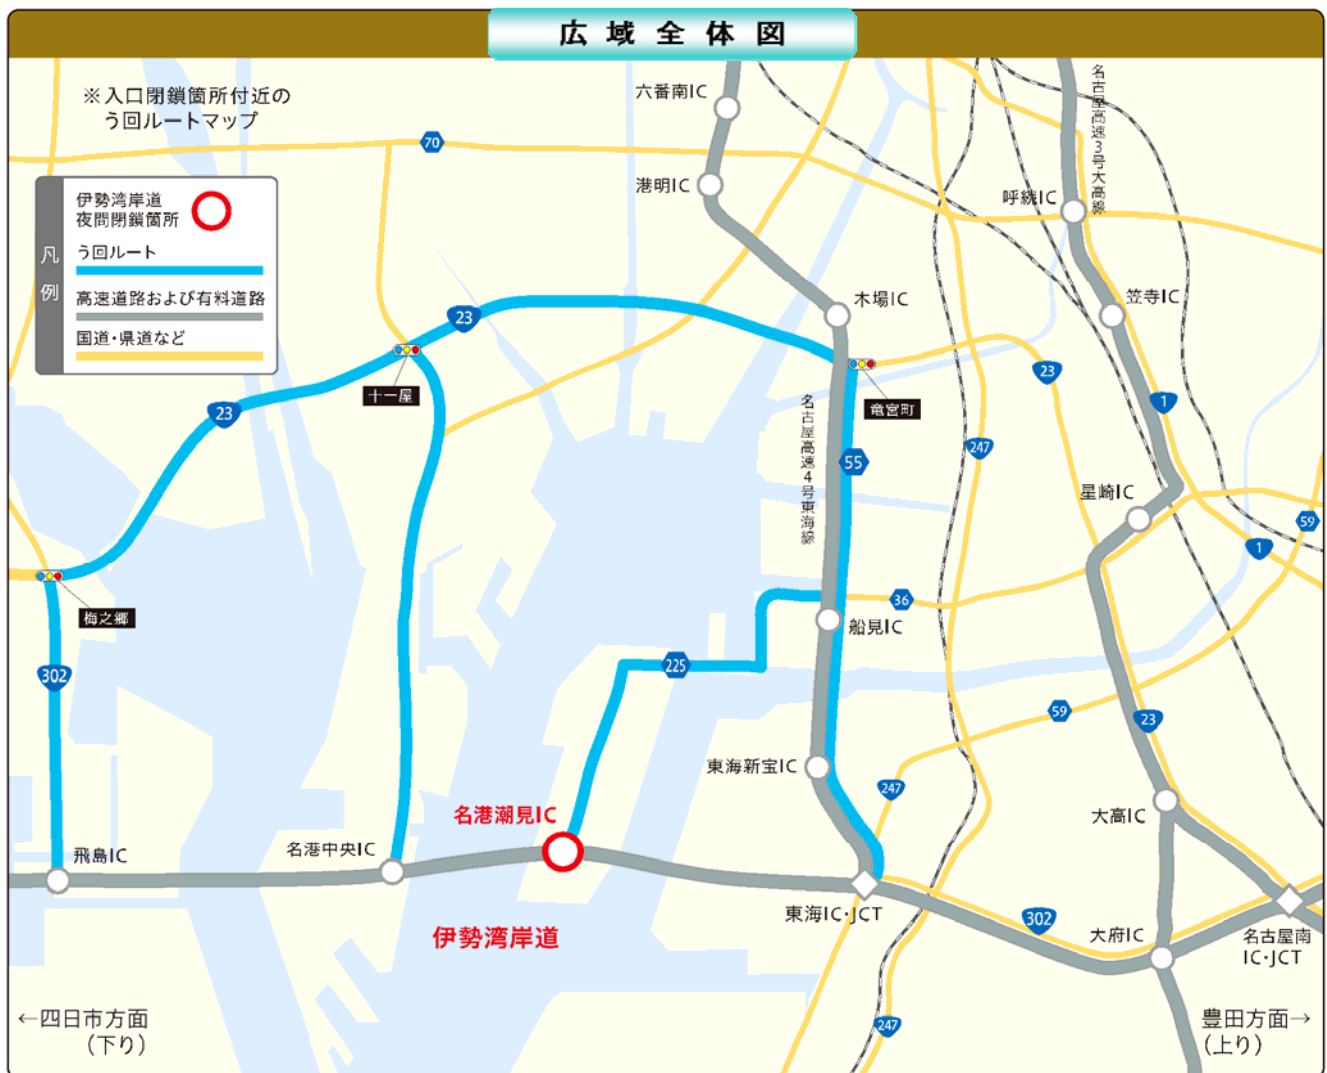 広域全体図
※入口閉鎖箇所付近の
う回ルートマップ
凡例
伊勢湾岸道
夜間閉鎖箇所
う回ルート
高速道路および有料道路
国道・県道など
70
六番南IC
港明IC
名古屋高速3号大高線
呼続IC
笠寺IC
木場IC
23
十一屋
竜宮町
23
23
1
247
名古屋高速4号東海線
55
星崎IC
59
1
梅之郷
36
船見IC
302
225
59
23
東海新宝IC
247
大高IC
名港潮見IC
飛島IC
名港中央IC
東海IC・JCT
302
大府IC
名古屋南
IC・JCT
伊勢湾岸道
247
←四日市方面
（下り）
豊田方面→
（上り）